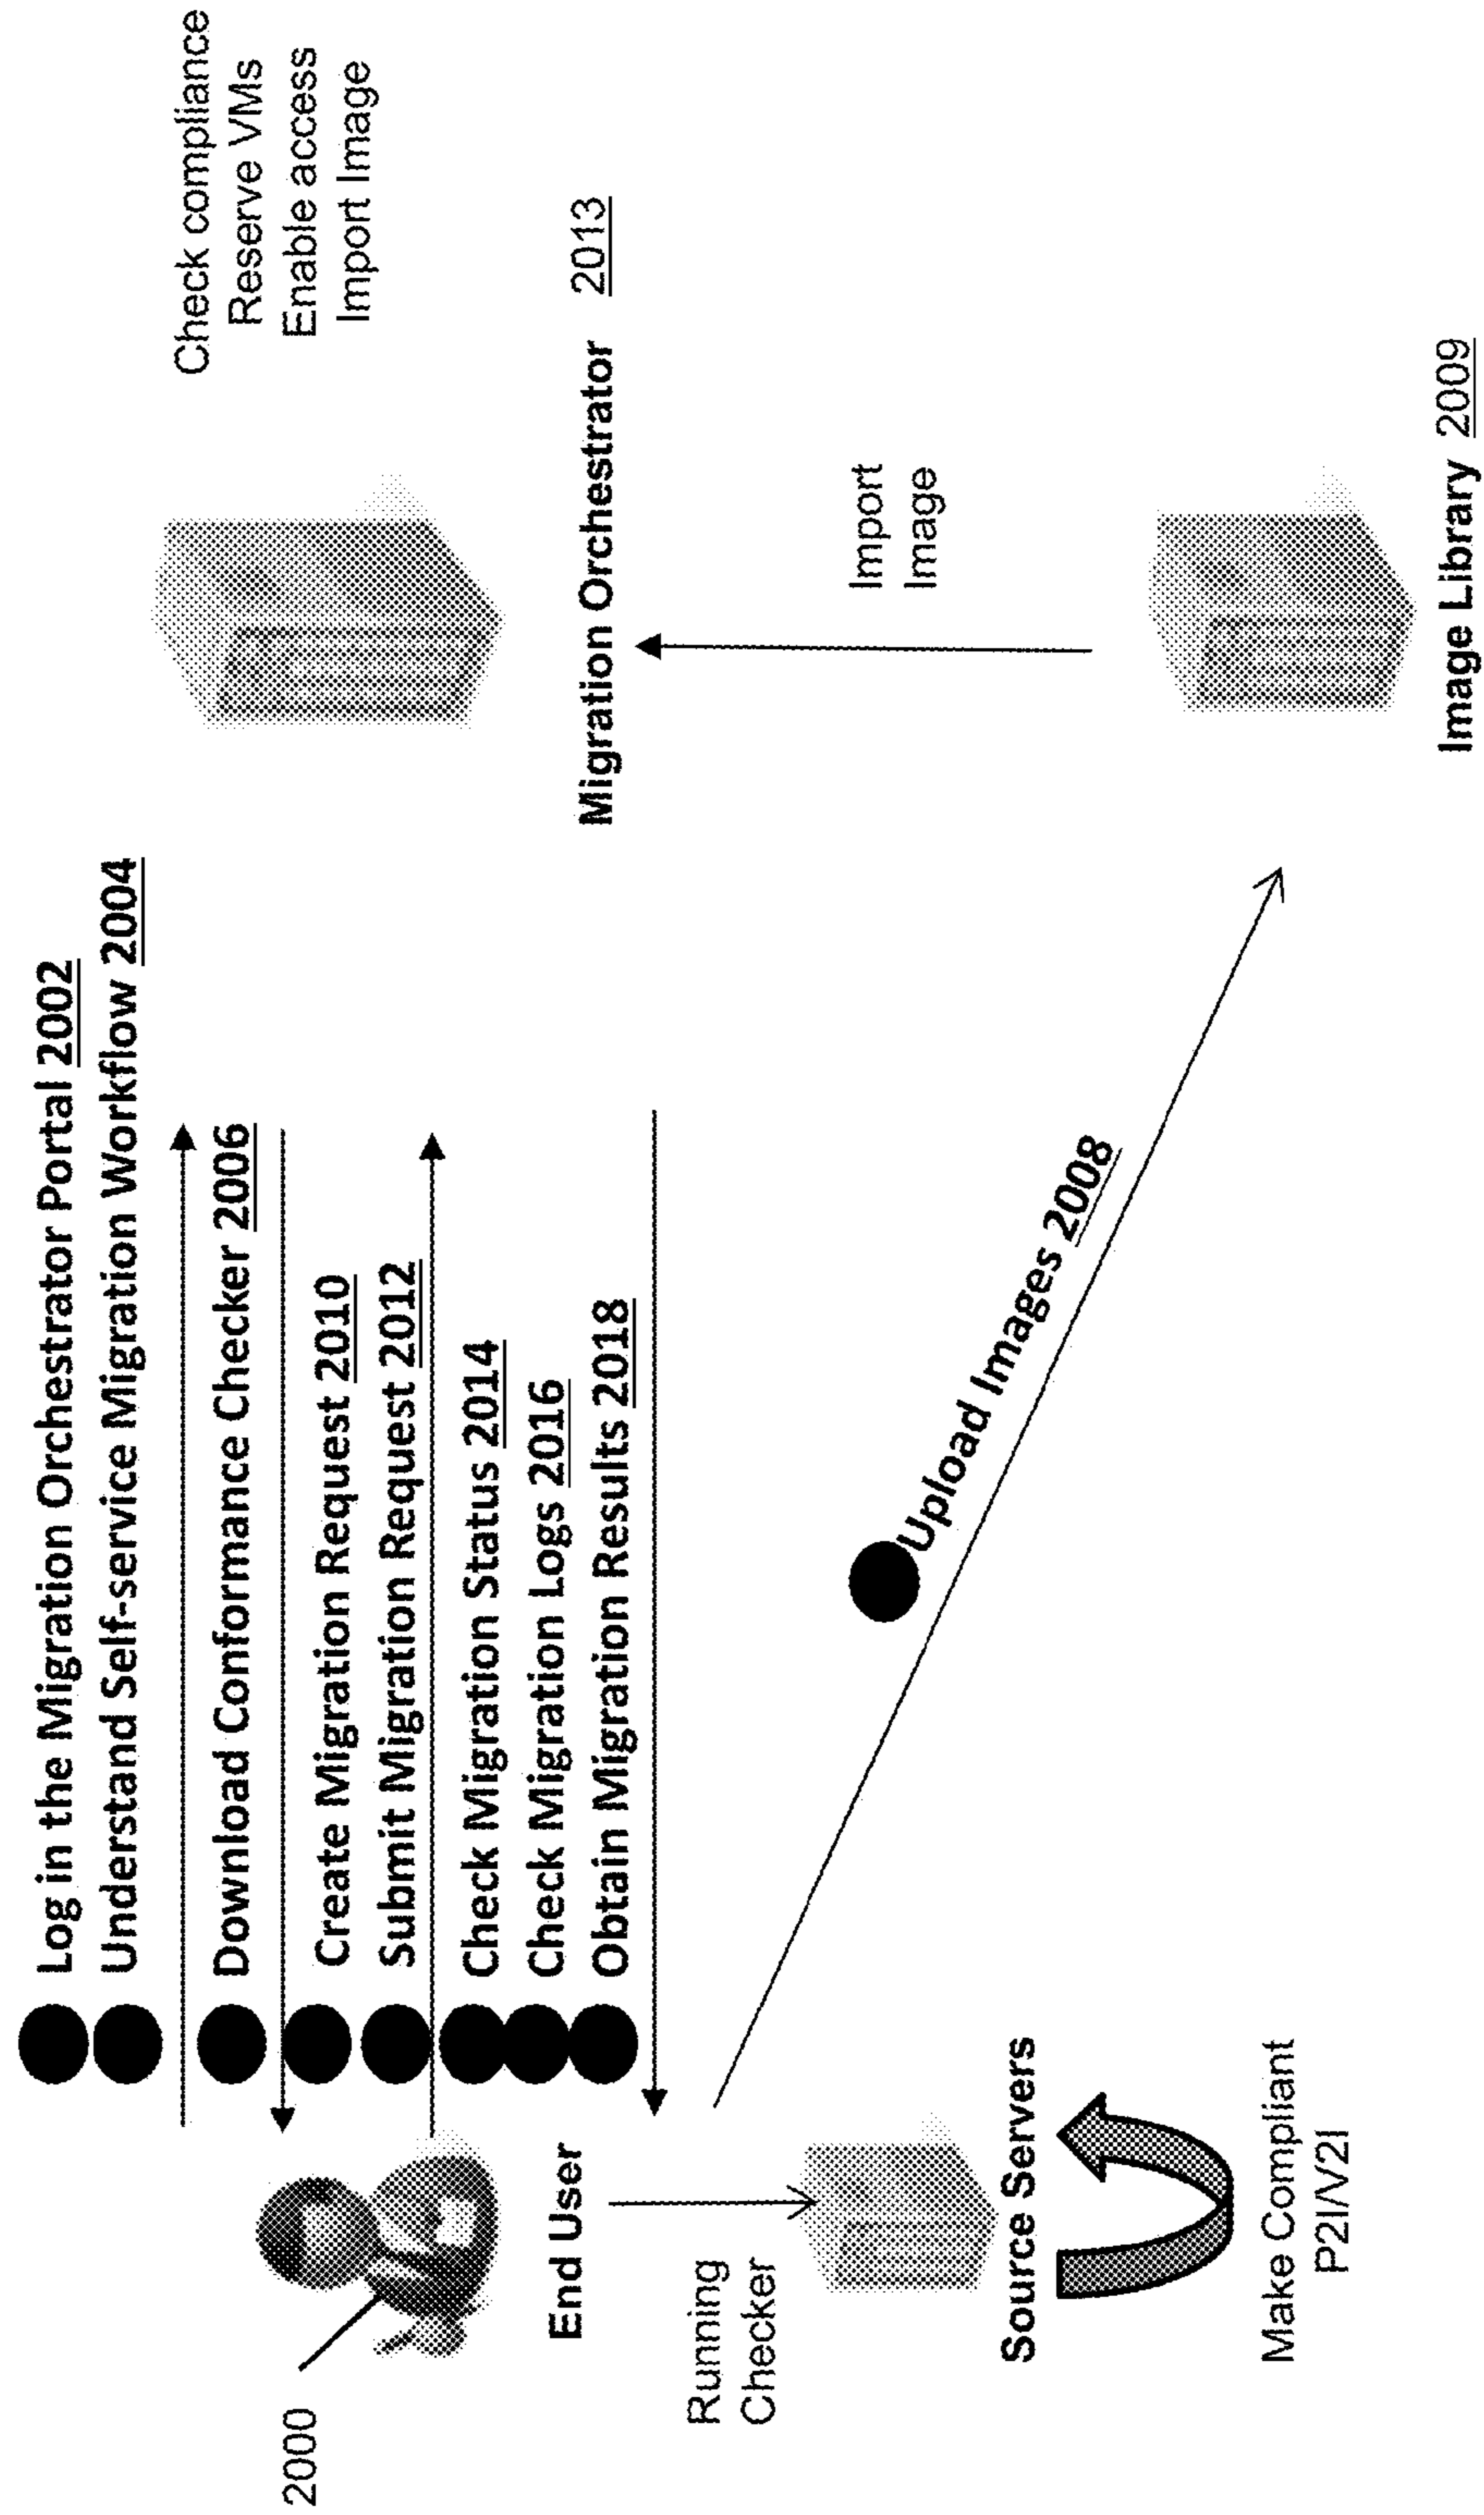 Log in the Migration Orchestrator Portal 2002
Understand Self-service Migration Workflow 2004
Download Conformance Checker 2006
Create Migration Request 2010
Submit Migration Request 2012
Check Migration Status 2014
Check Migration Logs 2016
Obtain Migration Results 2018
Check compliance
Reserve VMs
Enable access
Import Image
2000
End User
Migration Orchestrator 2013
Running
Checker
Upload Images 2008
Import
Image
Source Servers
Make Compliant
P2I/V2I
Image Library 2009